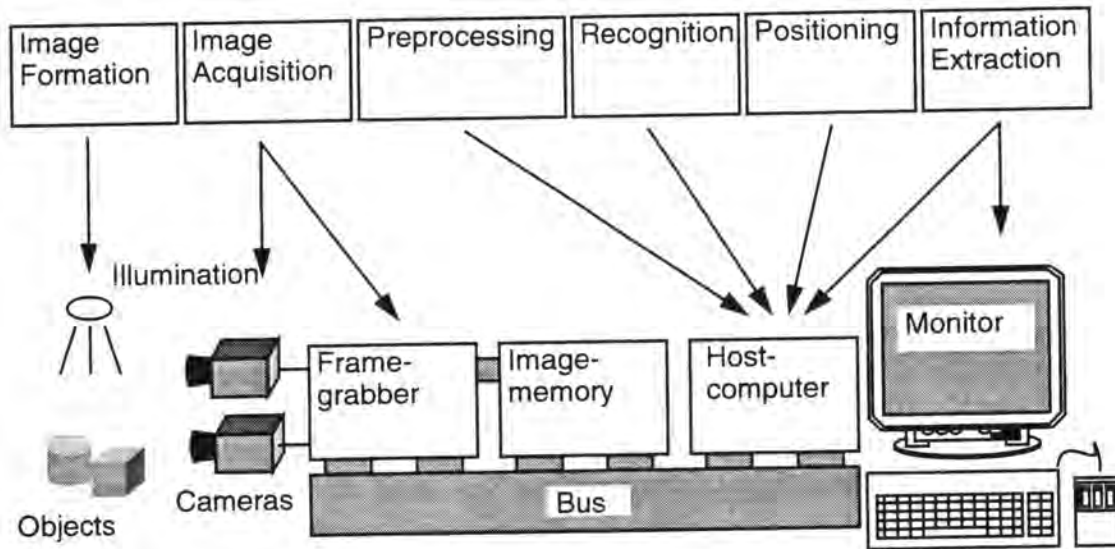 Image
Formation
Image
Acquisition
Preprocessing
Recognition
Positioning
Information
Extraction
Illumination
Monitor
Frame-
grabber
Image-
memory
Host-
computer
Cameras
Bus
Objects